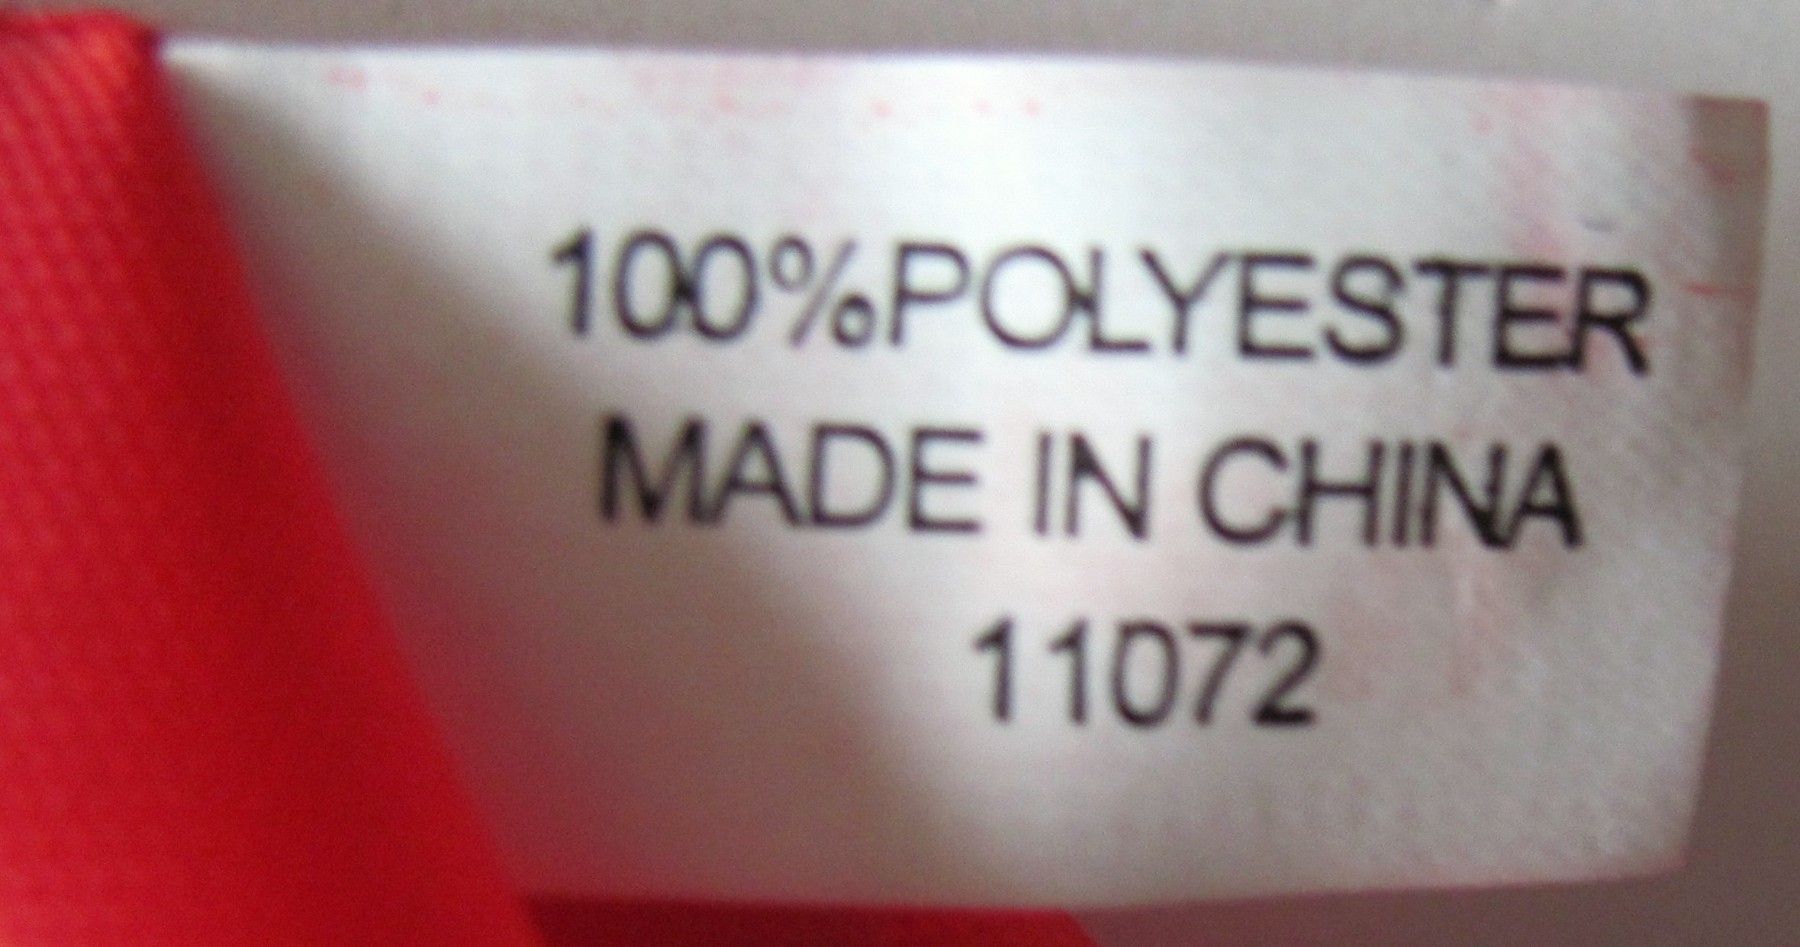 100%POLYESTER
MADE IN CHINA
11072